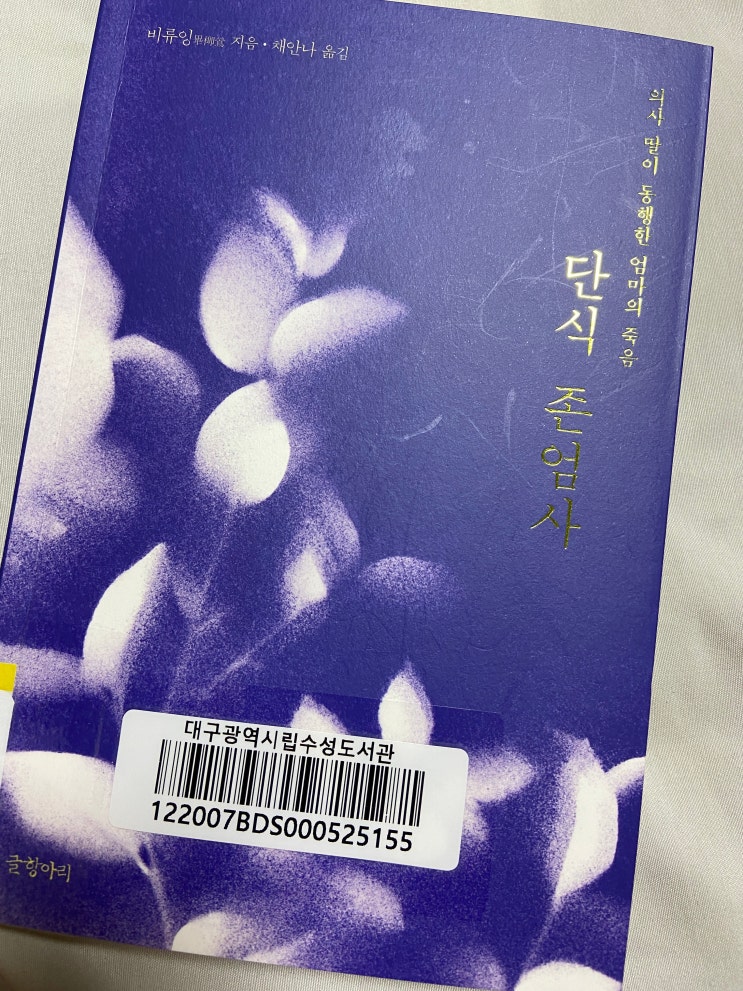 비류잉畢柳鶯 지음 • 채안나 옮김
의사 딸이 동행한 엄마의 죽음
단식 존엄사
대구광역시립수성도서관
122007BDS000525155
글항아리